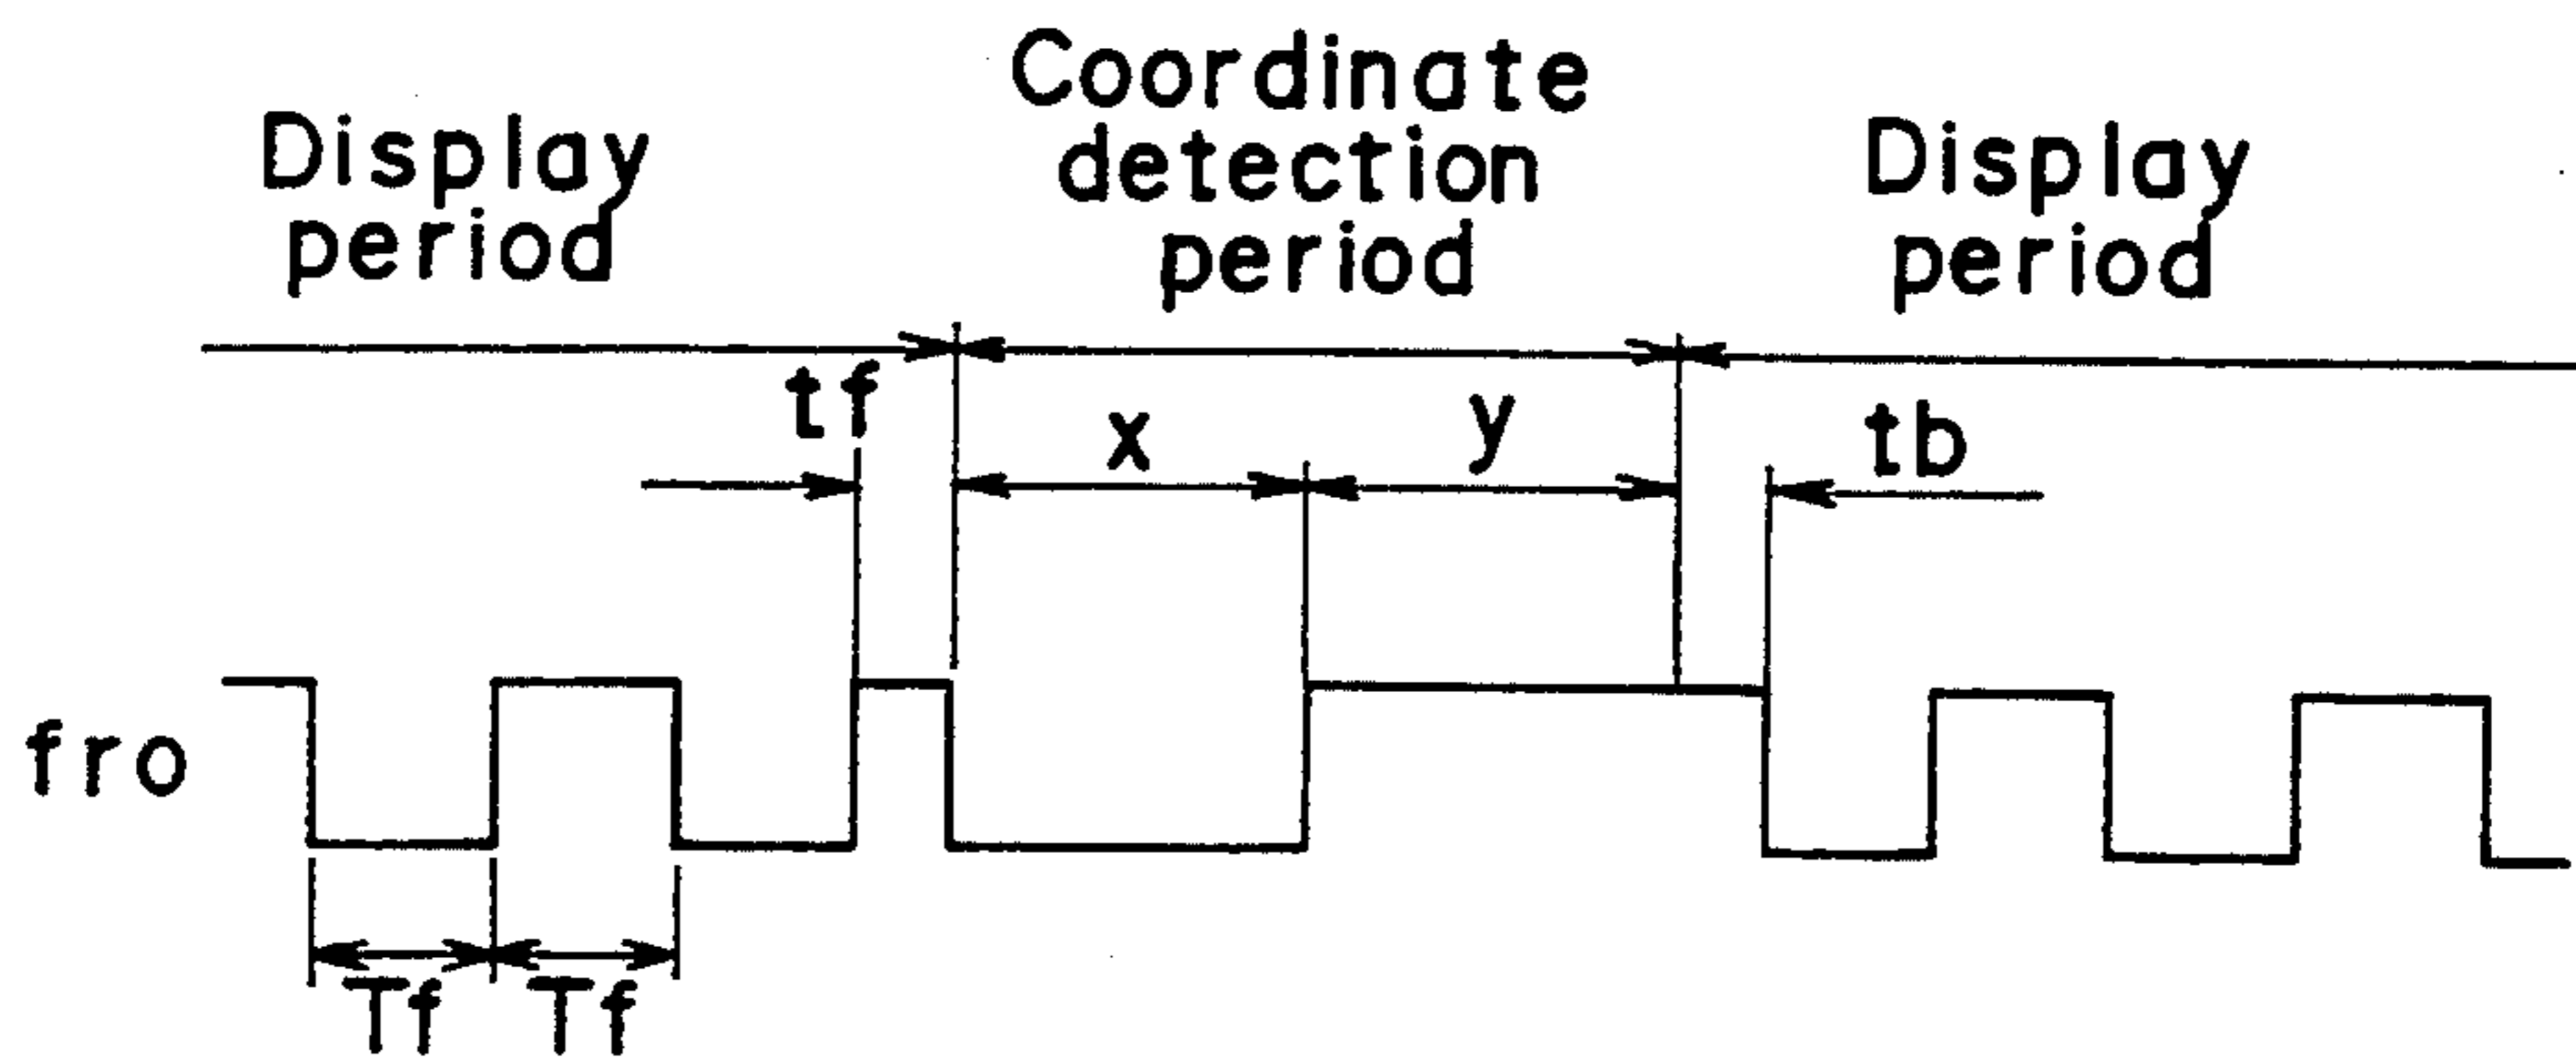 Display
period
Coordinate
detection
period
Display
period
tf
x
y
tb
fro
Tf
Tf